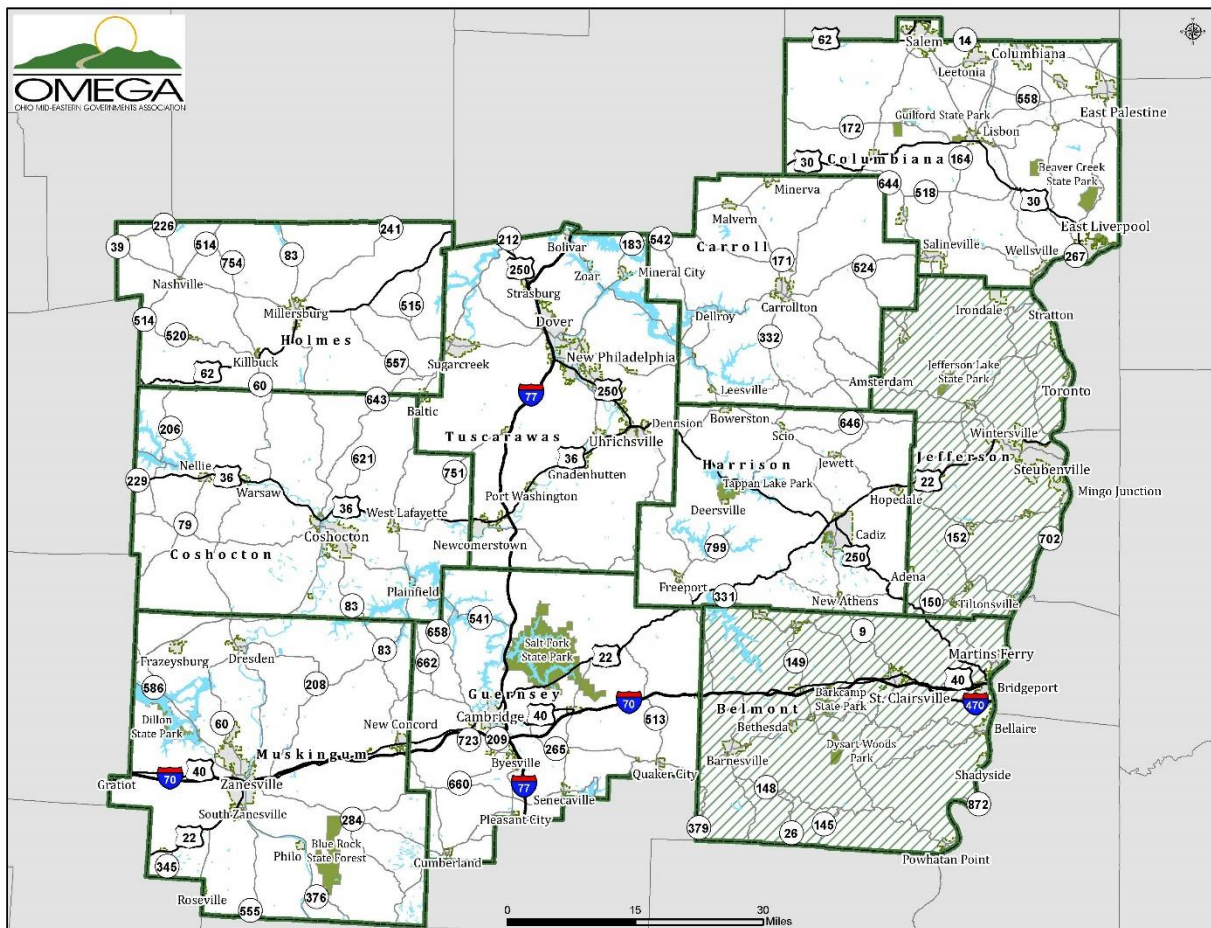 OMEGA
OHIO MID-EASTERN GOVERNMENTS ASSOCIATION
62
Salem
14
Columbiana
Leetonia
558
East Palestine
Guilford State Park
172
Lisbon
30
Columbiana
164
Beaver Creek
State Park
644
518
30
East Liverpool
Salineville
Wellsville
267
Minerva
Malvern
542
Carroll
171
524
Carrollton
Dellroy
332
Leesville
Amsterdam
226
39
514
754
83
241
Nashville
514
520
Millersburg
515
Holmes
Killbuck
62
60
557
212
Bolivar
183
250
Zoar
Mineral City
Strasburg
Dover
New Philadelphia
Sugarcreek
77
250
Tuscarawas
Uhrichsville
Dennsion
36
Gnadenhutten
Port Washington
Newcomerstown
643
Baltic
206
621
751
Nellie
229
36
Warsaw
36
West Lafayette
79
Coshocton
Coshocton
Plainfield
83
Bowerston
Scio
646
Harrison
Jewett
Tappan Lake Park
Deersville
Hopedale
22
799
Cadiz
250
Freeport
331
New Athens
Irondale
Stratton
Jefferson Lake
State Park
Toronto
Wintersville
Jefferson
Steubenville
Mingo Junction
152
702
Adena
150
Tiltonsville
658
541
662
Salt Fork
State Park
22
Guernsey
Cambridge
40
70
513
723
209
265
Byesville
660
77
Senecaville
Quaker City
Pleasant City
Cumberland
83
Frazeysburg
Dresden
586
208
Dillon
State Park
60
New Concord
Muskingum
70
40
Gratiot
Zanesville
South Zanesville
22
284
Philo
Blue Rock
State Forest
345
Roseville
376
555
9
149
Martins Ferry
40
Bridgeport
St. Clairsville
Barkcamp
State Park
470
Belmont
Bethesda
Bellaire
Barnesville
Dysart Woods
Park
Shadyside
148
872
379
26
145
Powhatan Point
0 15 30
Miles